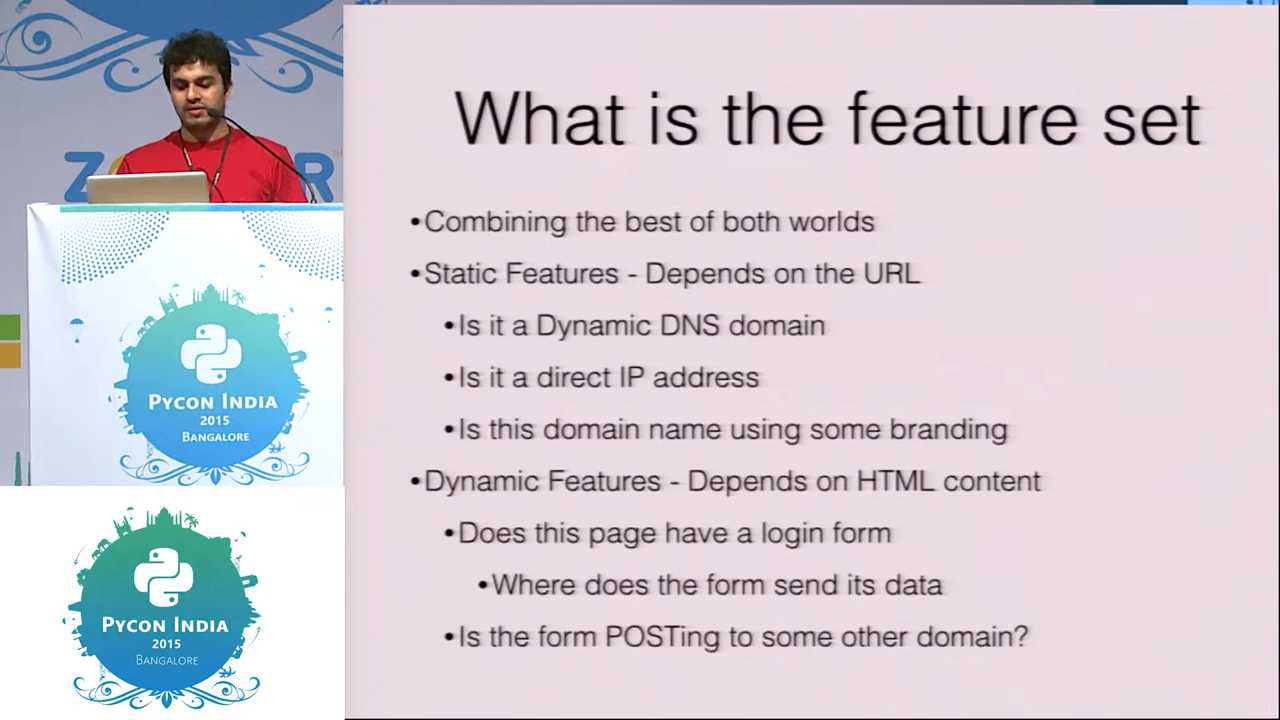 What is the feature set
•Combining the best of both worlds
•Static Features - Depends on the URL
•Is it a Dynamic DNS domain
•Is it a direct IP address
•Is this domain name using some branding
•Dynamic Features - Depends on HTML content
•Does this page have a login form
•Where does the form send its data
•Is the form POSTing to some other domain?
PYCON INDIA
2015
BANGALORE
PYCON INDIA
2015
BANGALORE